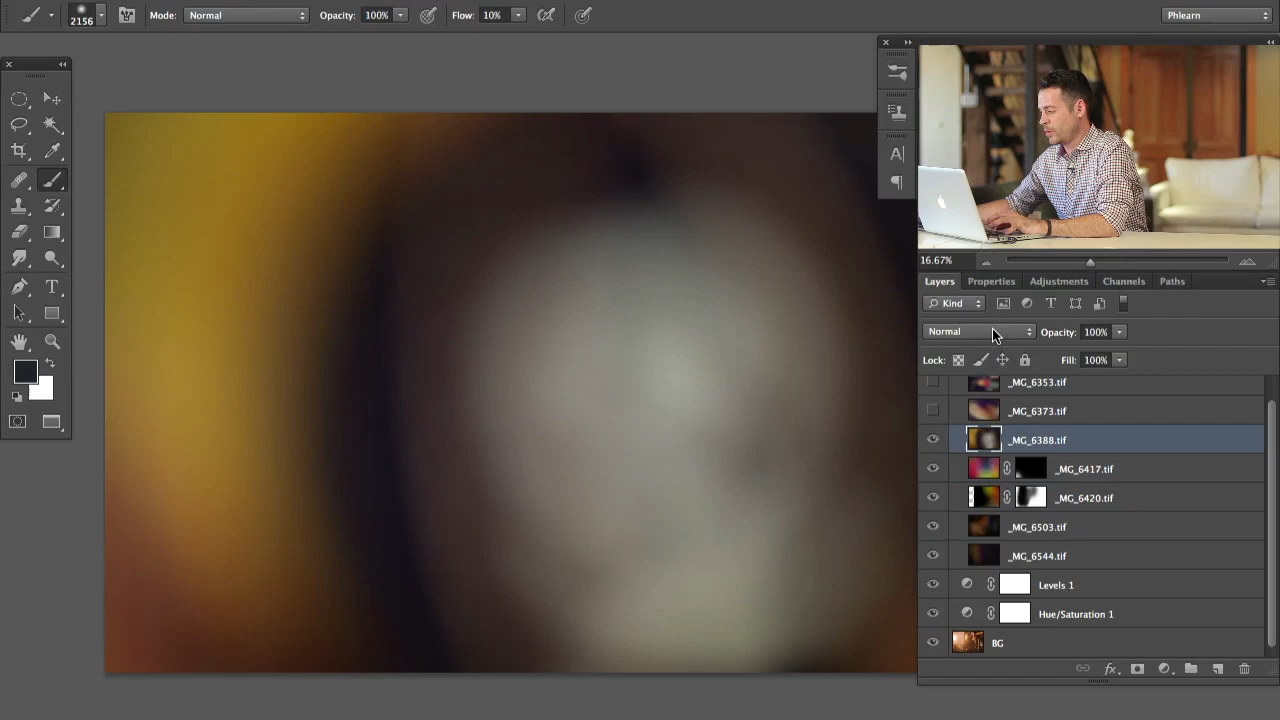 2156
Mode: Normal
Opacity: 100%
Flow: 10%
Phlearn
16.67%
Layers
Properties
Adjustments
Channels
Paths
Kind
Normal
Opacity: 100%
Lock:
Fill: 100%
_MG_6353.tif
_MG_6373.tif
_MG_6388.tif
_MG_6417.tif
_MG_6420.tif
_MG_6503.tif
_MG_6544.tif
Levels 1
Hue/Saturation 1
BG